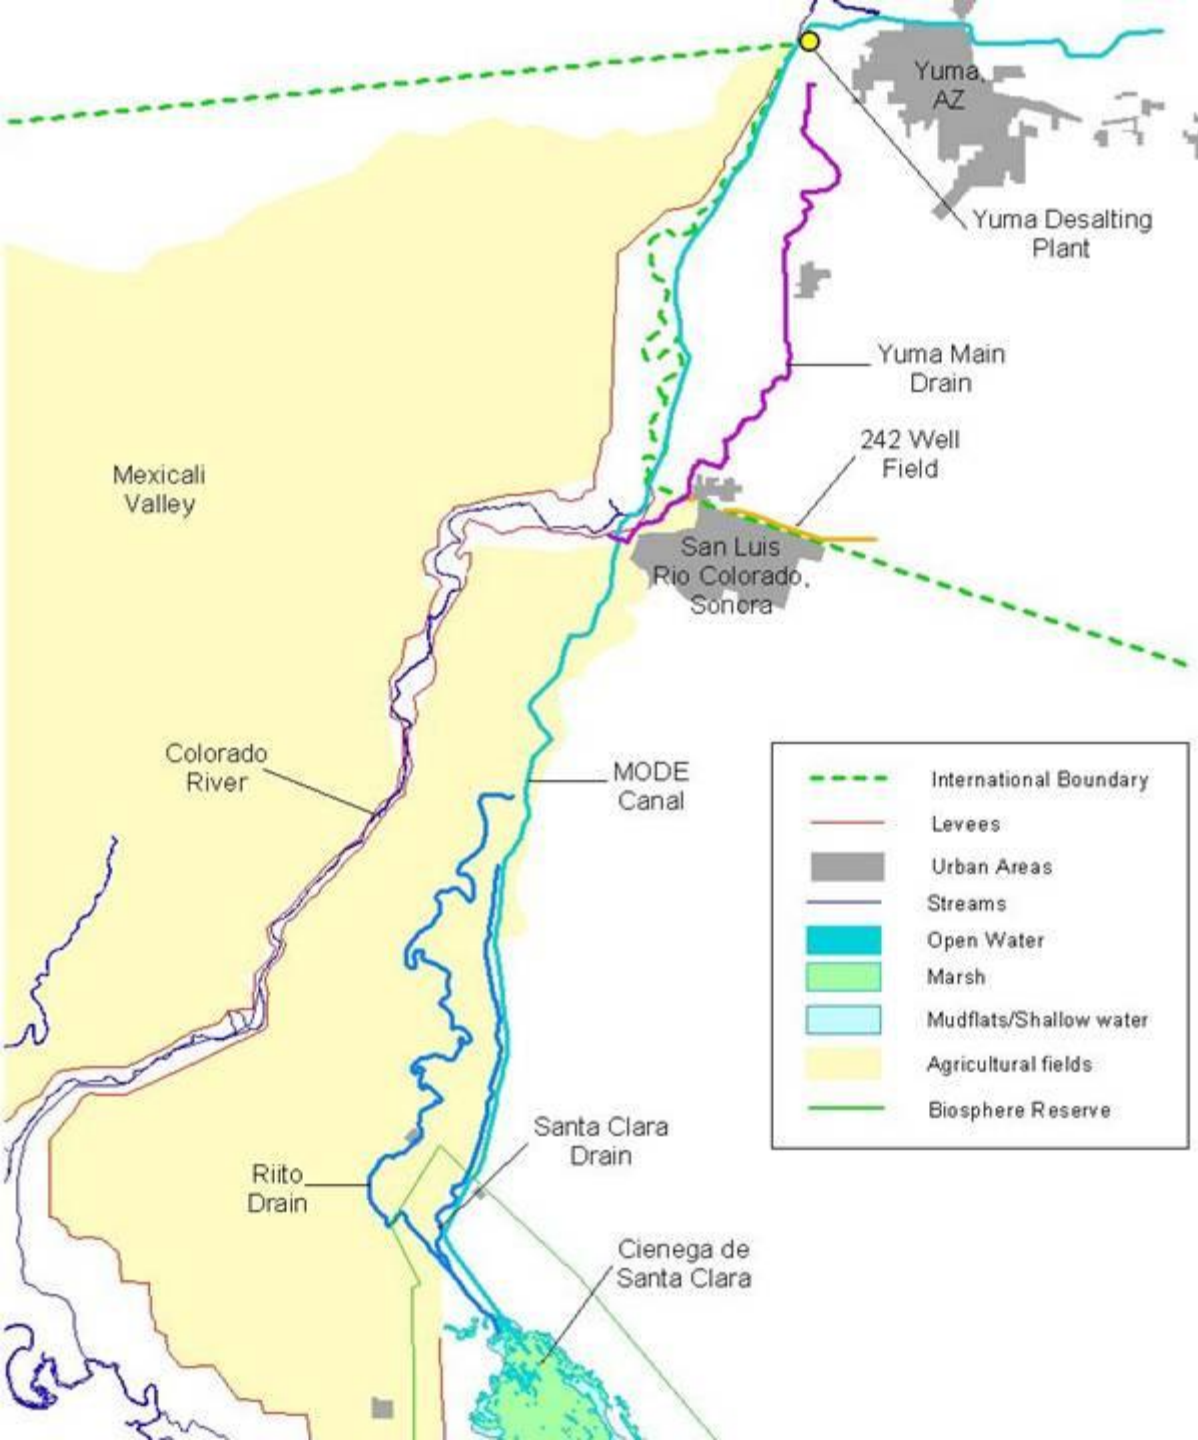 Yuma,
AZ
Yuma Desalting
Plant
Yuma Main
Drain
242 Well
Field
Mexicali
Valley
San Luis
Rio Colorado,
Sonora
Colorado
River
MODE
Canal
International Boundary
Levees
Urban Areas
Streams
Open Water
Marsh
Mudflats/Shallow water
Agricultural fields
Biosphere Reserve
Santa Clara
Drain
Riito
Drain
Cienega de
Santa Clara